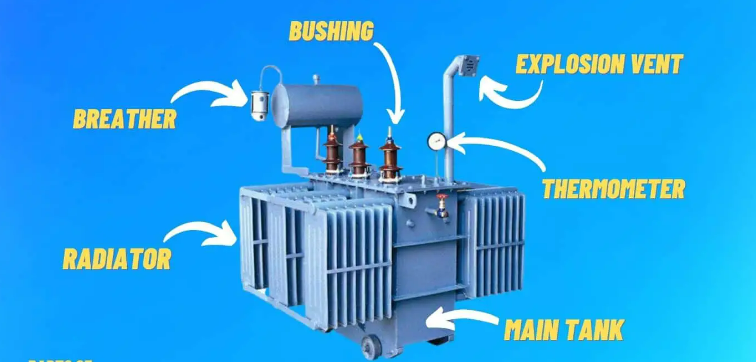 BUSHING
EXPLOSION VENT
BREATHER
THERMOMETER
RADIATOR
MAIN TANK